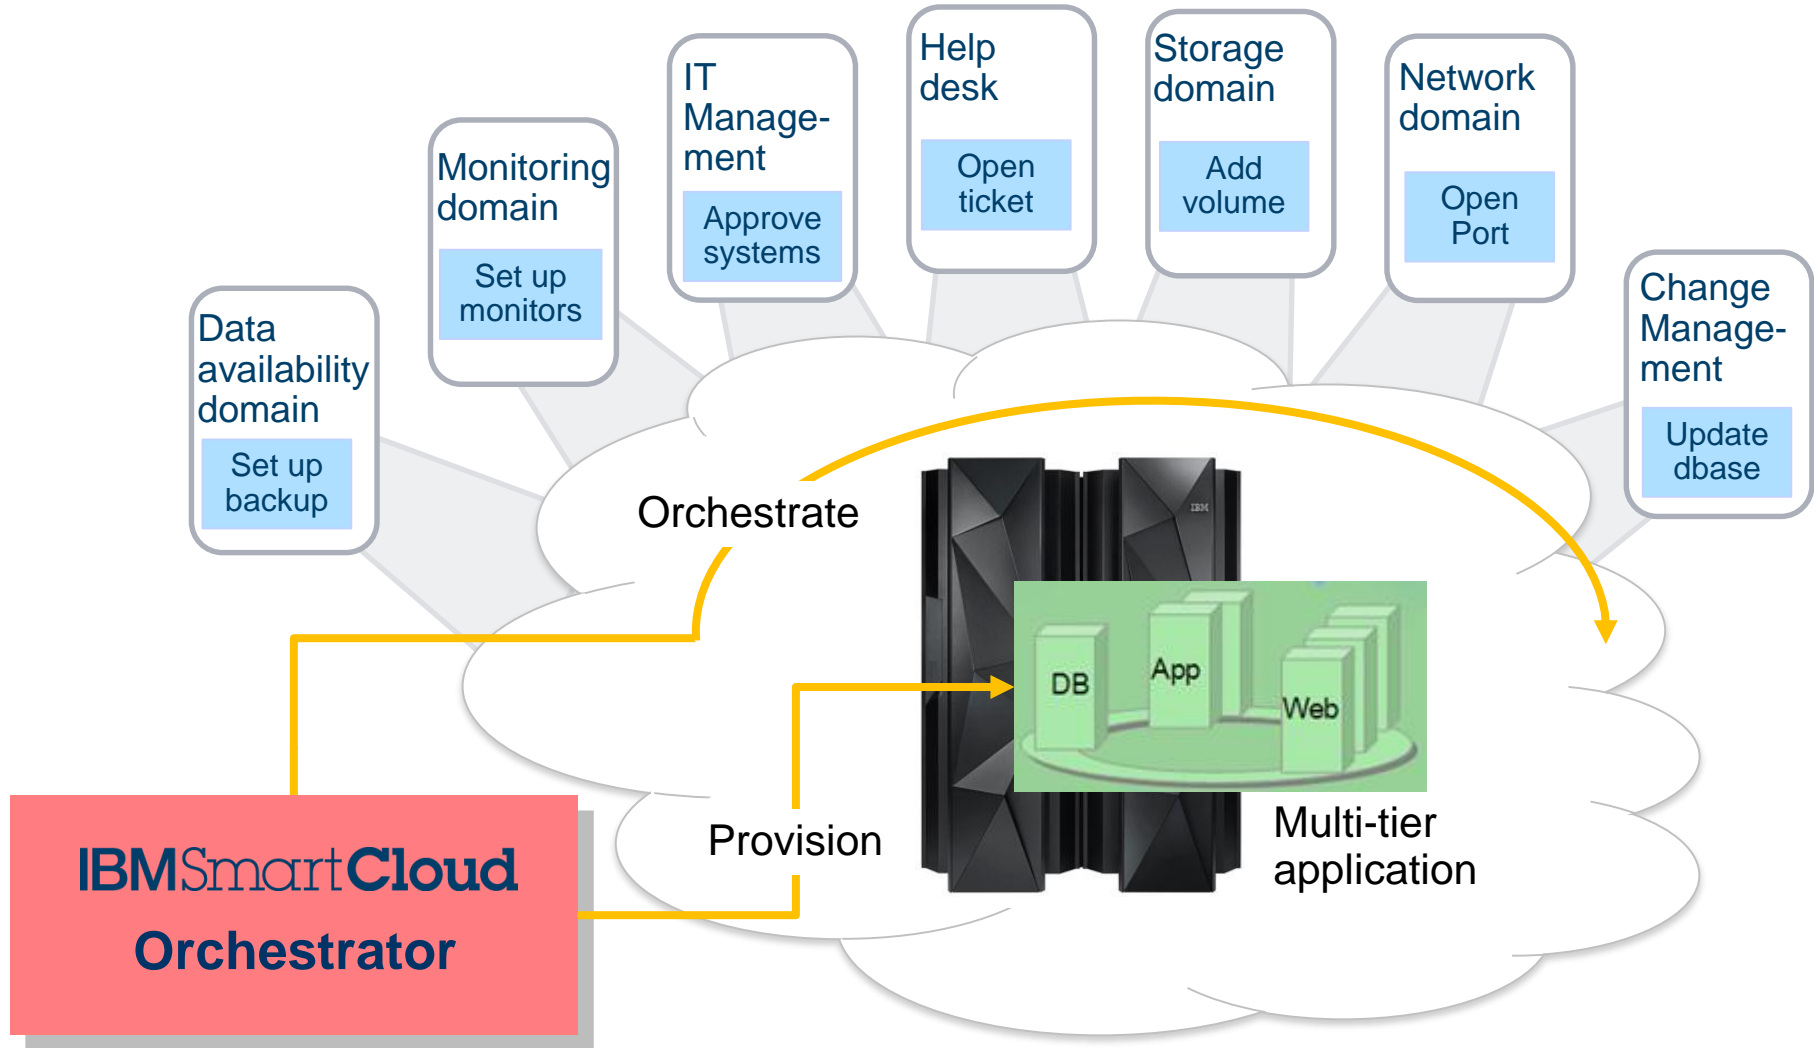 Data
availability
domain
Set up
backup
Monitoring
domain
Set up
monitors
IT
Manage-
ment
Approve
systems
Help
desk
Open
ticket
Storage
domain
Add
volume
Network
domain
Open
Port
Change
Manage-
ment
Update
dbase
Orchestrate
IBM
DB
App
Web
Provision
Multi-tier
application
IBMSmartCloud
Orchestrator